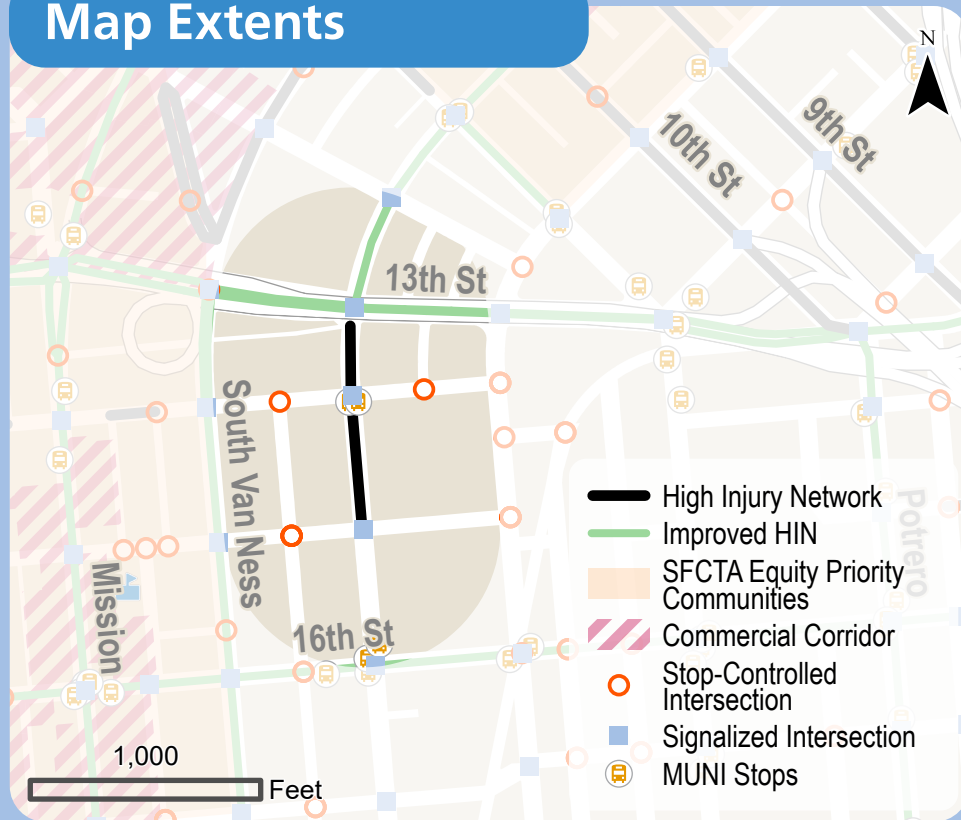 Map Extents
N
9th St
10th St
13th St
South Van Ness
Mission
16th St
Potrero
High Injury Network
Improved HIN
SFCTA Equity Priority
Communities
Commercial Corridor
Stop-Controlled
Intersection
Signalized Intersection
MUNI Stops
1,000
Feet